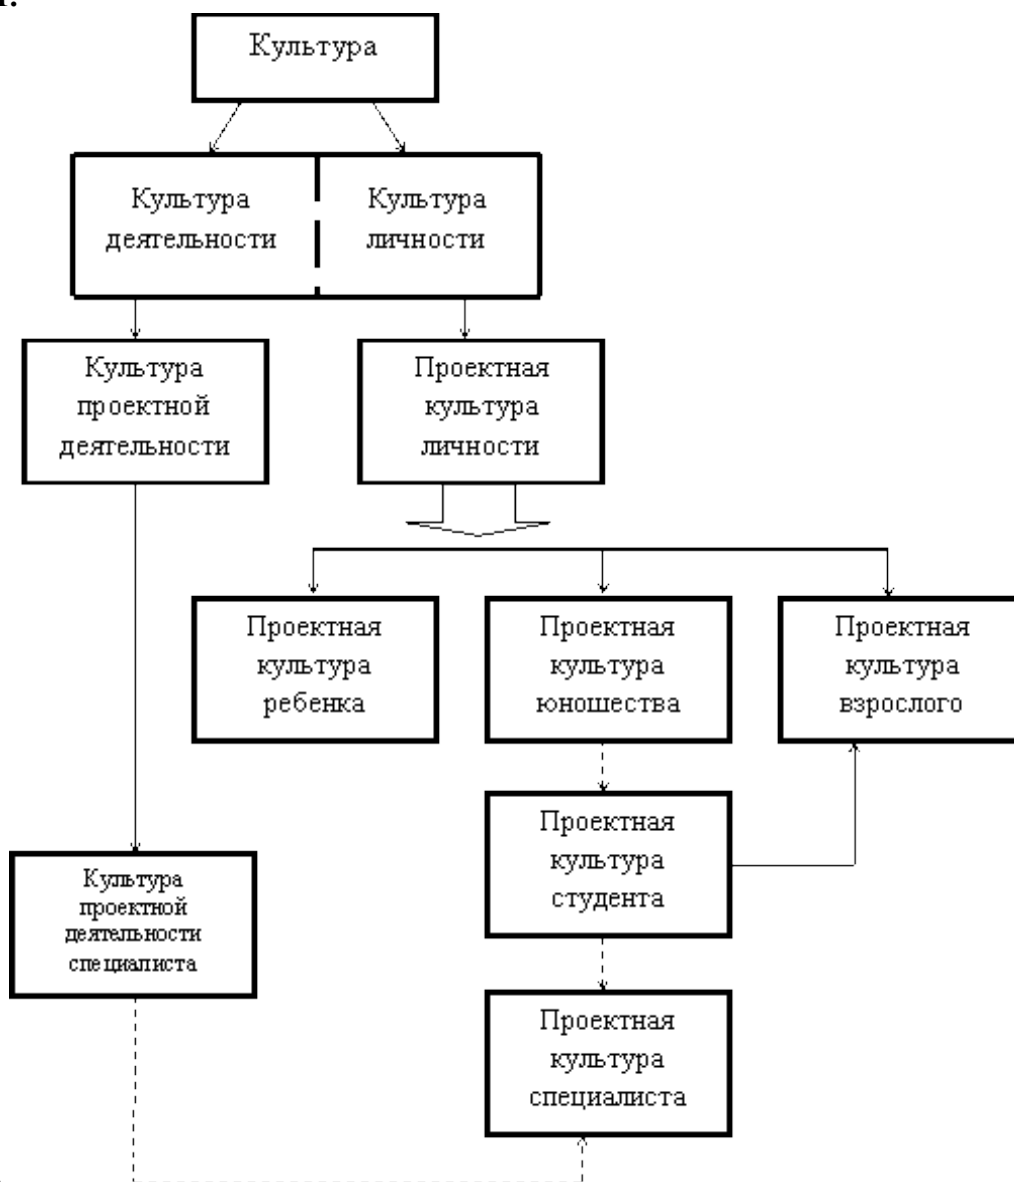 Культура
Культура
деятельности
Культура
личности
Культура
проектной
деятельности
Проектная
культура
личности
Проектная
культура
ребенка
Проектная
культура
юношества
Проектная
культура
взрослого
Проектная
культура
студента
Культура
проектной
деятельности
специалиста
Проектная
культура
специалиста